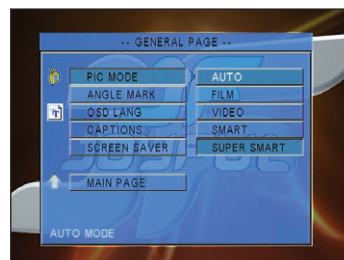 -- GENERAL PAGE --
PIC MODE AUTO
ANGLE MARK FILM
OSD LANG VIDEO
CAPTIONS SMART
SCREEN SAVER SUPER SMART
MAIN PAGE
AUTO MODE